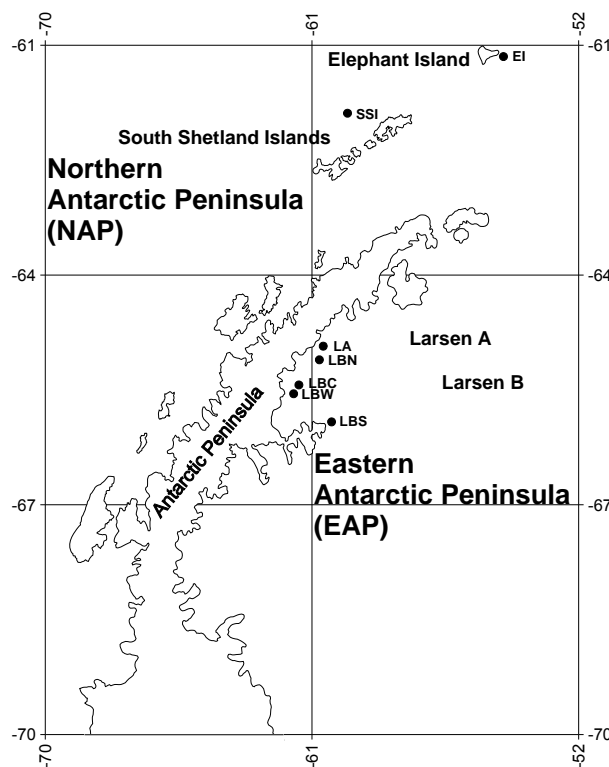 -70
-61
-52
-61
-61
Elephant Island
EI
SSI
South Shetland Islands
Northern
Antarctic Peninsula
(NAP)
-64
-64
LA
Larsen A
LBN
LBC
Larsen B
LBW
Antarctic Peninsula
LBS
Eastern
Antarctic Peninsula
(EAP)
-67
-67
-70
-70
-70
-61
-52